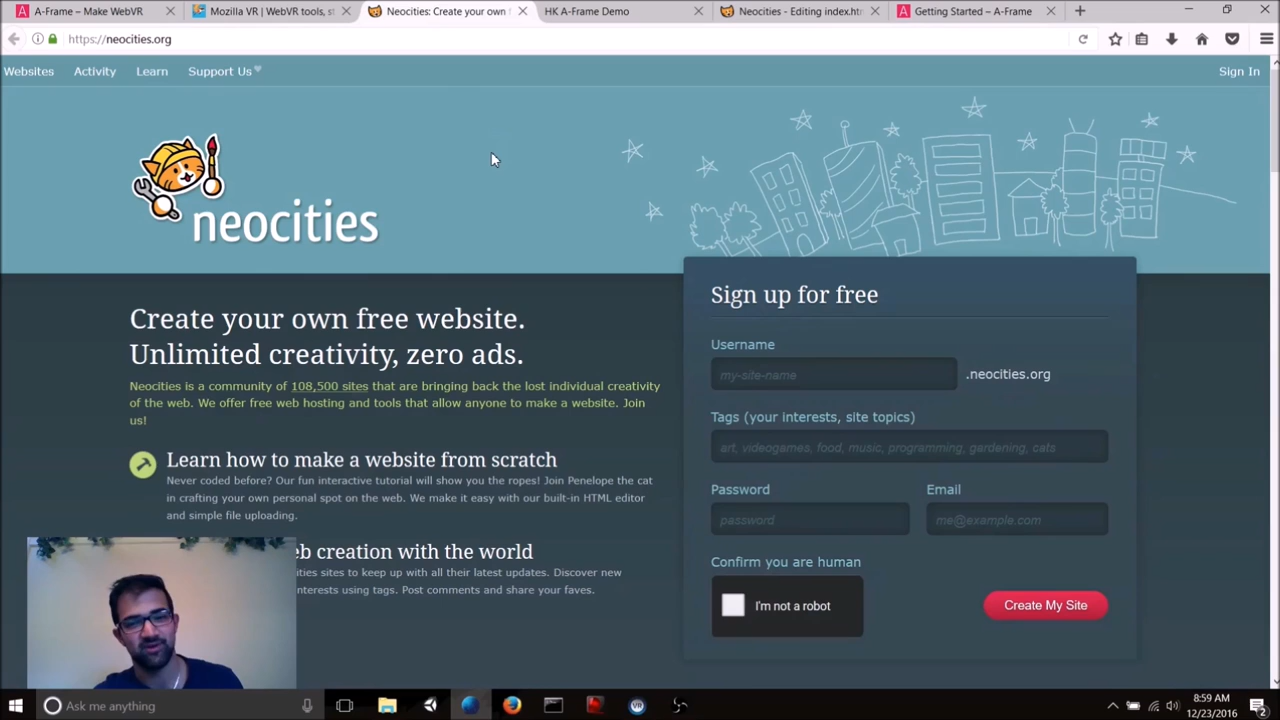 A-Frame – Make WebVR
Mozilla VR | WebVR tools, s
Neocities: Create your own f
HK A-Frame Demo
Neocities - Editing index.htm
Getting Started – A-Frame
https://neocities.org
Websites Activity Learn Support Us
Sign In
neocities
Create your own free website.
Unlimited creativity, zero ads.
Neocities is a community of 108,500 sites that are bringing back the lost individual creativity
of the web. We offer free web hosting and tools that allow anyone to make a website. Join
us!
Learn how to make a website from scratch
Never coded before? Our fun interactive tutorial will show you the ropes! Join Penelope the cat
in crafting your own personal spot on the web. We make it easy with our built-in HTML editor
and simple file uploading.
eb creation with the world
ities sites to keep up with all their latest updates. Discover new
nterests using tags. Post comments and share your faves.
Sign up for free
Username
my-site-name .neocities.org
Tags (your interests, site topics)
art, videogames, food, music, programming, gardening, cats
Password Email
password me@example.com
Confirm you are human
I'm not a robot
Create My Site
Ask me anything
VR
8:59 AM
12/23/2016
2